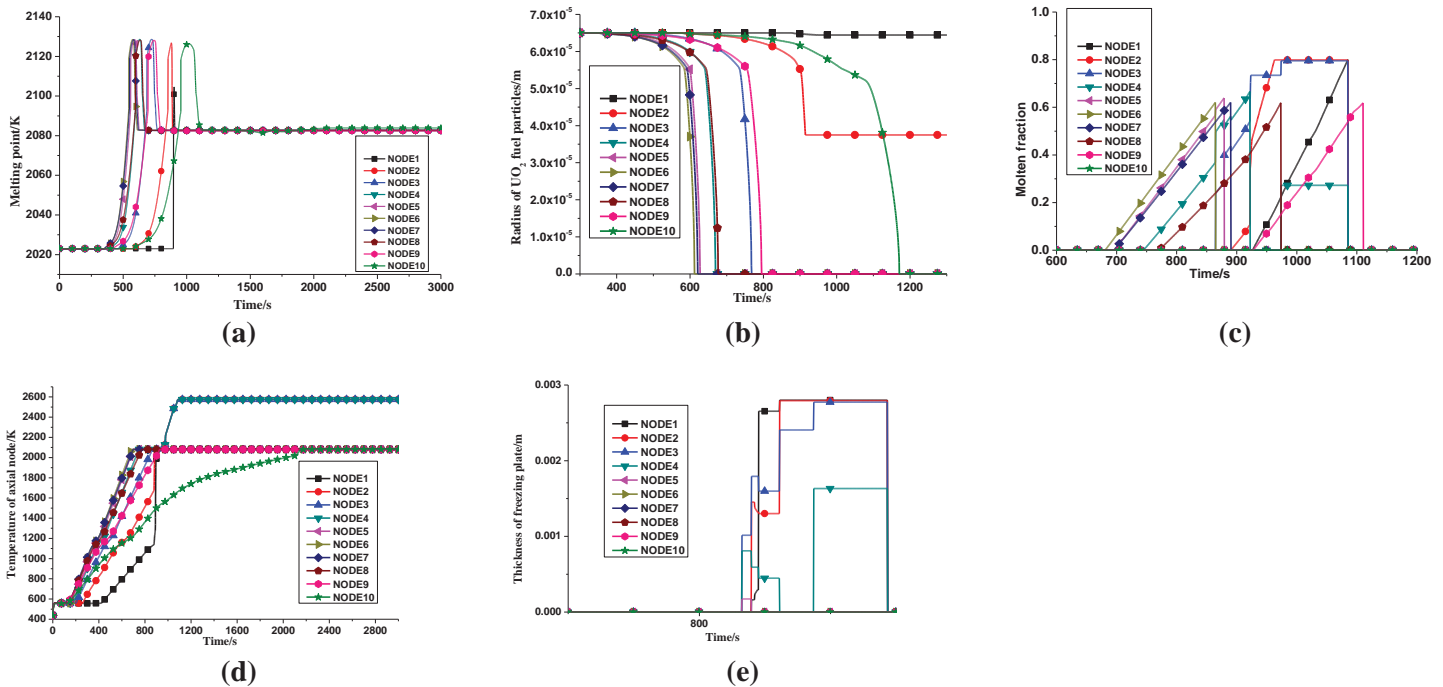 Melting point/K
2140
2120
2100
2080
2060
2040
2020
0 500 1000 1500 2000 2500 3000
Time/s
NODE1
NODE2
NODE3
NODE4
NODE5
NODE6
NODE7
NODE8
NODE9
NODE10
(a)
Radius of UO₂ fuel particles/m
7.0x10⁻⁵
6.0x10⁻⁵
5.0x10⁻⁵
4.0x10⁻⁵
3.0x10⁻⁵
2.0x10⁻⁵
1.0x10⁻⁵
0.0
400 600 800 1000 1200
Time/s
NODE1
NODE2
NODE3
NODE4
NODE5
NODE6
NODE7
NODE8
NODE9
NODE10
(b)
Molten fraction
1.0
0.8
0.6
0.4
0.2
0.0
600 700 800 900 1000 1100 1200
Time/s
NODE1
NODE2
NODE3
NODE4
NODE5
NODE6
NODE7
NODE8
NODE9
NODE10
(c)
Temperature of axial node/K
2600
2400
2200
2000
1800
1600
1400
1200
1000
800
600
400
0 400 800 1200 1600 2000 2400 2800
Time/s
NODE1
NODE2
NODE3
NODE4
NODE5
NODE6
NODE7
NODE8
NODE9
NODE10
(d)
Thickness of freezing plate/m
0.003
0.002
0.001
0.000
800
Time/s
NODE1
NODE2
NODE3
NODE4
NODE5
NODE6
NODE7
NODE8
NODE9
NODE10
(e)